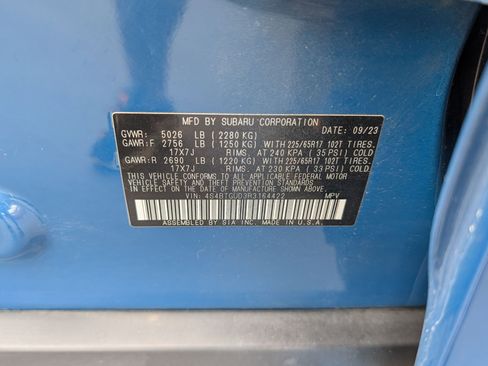 MFD BY SUBARU CORPORATION
GVWR: 5026 LB ( 2280 KG) DATE: 09/23
GAWR:F 2756 LB ( 1250 KG) WITH 225/65R17 102T TIRES.
17X7J RIMS. AT 240 KPA ( 35 PSI) COLD
GAWR:R 2690 LB ( 1220 KG) WITH 225/65R17 102T TIRES.
17X7J RIMS. AT 230 KPA ( 33 PSI) COLD
THIS VEHICLE CONFORMS TO ALL APPLICABLE FEDERAL MOTOR
VEHICLE SAFETY AND BUMPER STANDARDS IN EFFECT ON THE
DATE OF MANUFACTURE SHOWN ABOVE.
VIN: 4S4BTGUD3R3164422 MPV
ASSEMBLED BY SIA INC. MADE IN U.S.A.